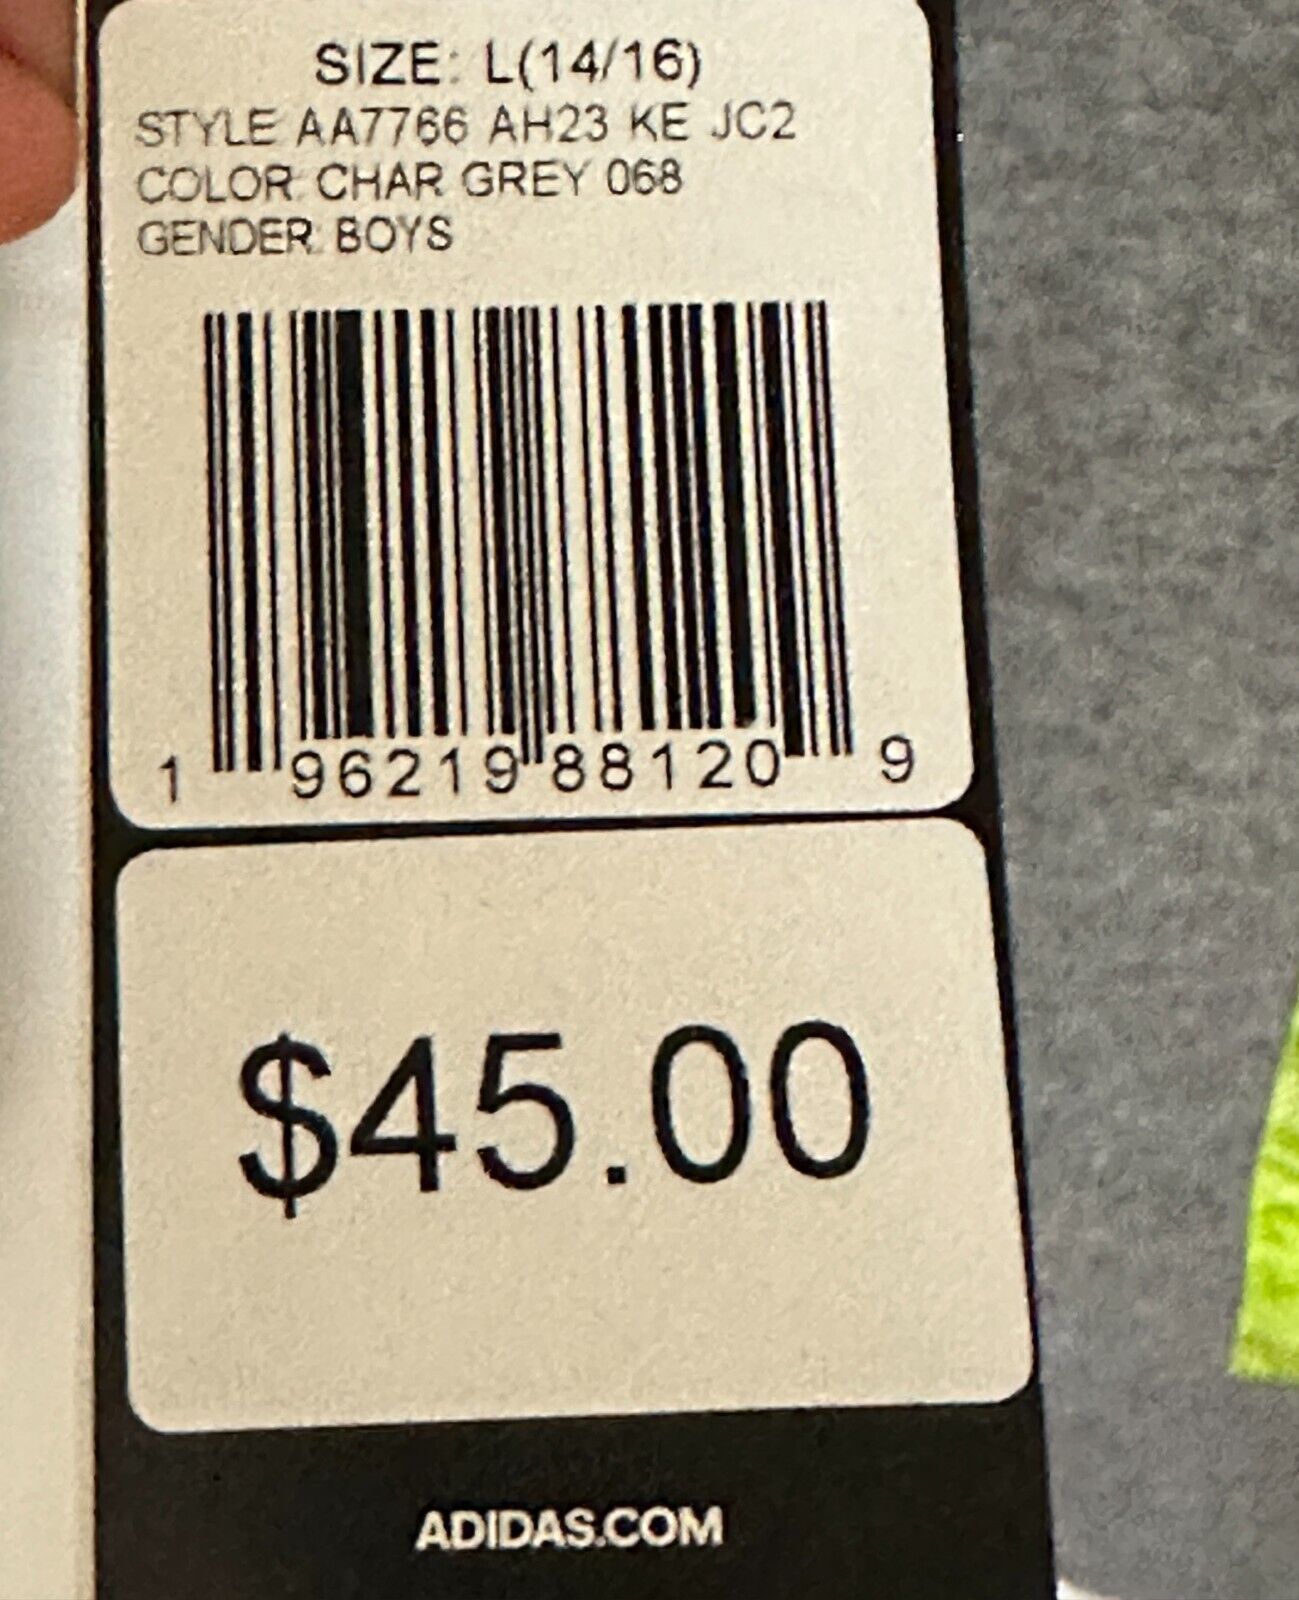 SIZE: L(14/16)
STYLE AA7766 AH23 KE JC2
COLOR: CHAR GREY 068
GENDER: BOYS
1 96219 88120 9
$45.00
ADIDAS.COM